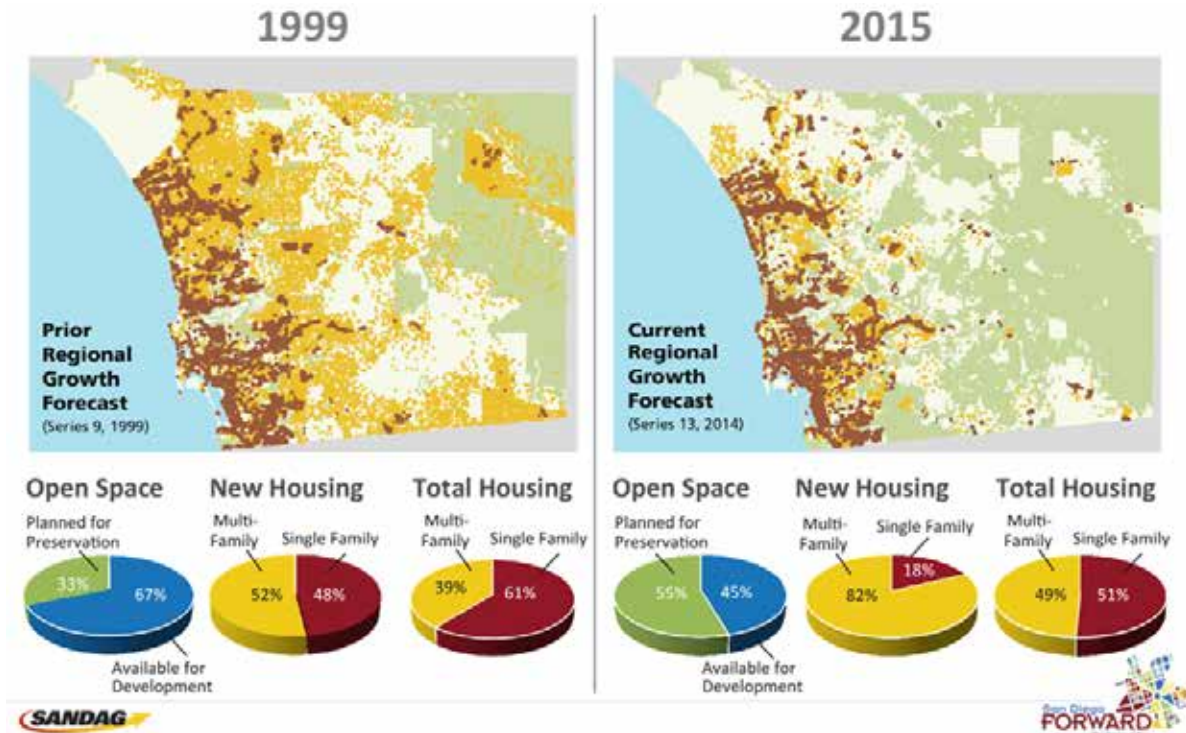 1999
Prior
Regional
Growth
Forecast
(Series 9, 1999)
Open Space
Planned for
Preservation
33%
67%
Available for
Development
New Housing
Multi-
Family
Single Family
52%
48%
Total Housing
Multi-
Family
Single Family
39%
61%
2015
Current
Regional
Growth
Forecast
(Series 13, 2014)
Open Space
Planned for
Preservation
55%
45%
Available for
Development
New Housing
Multi-
Family
Single Family
18%
82%
Total Housing
Multi-
Family
Single Family
49%
51%
SANDAG
San Diego
FORWARD